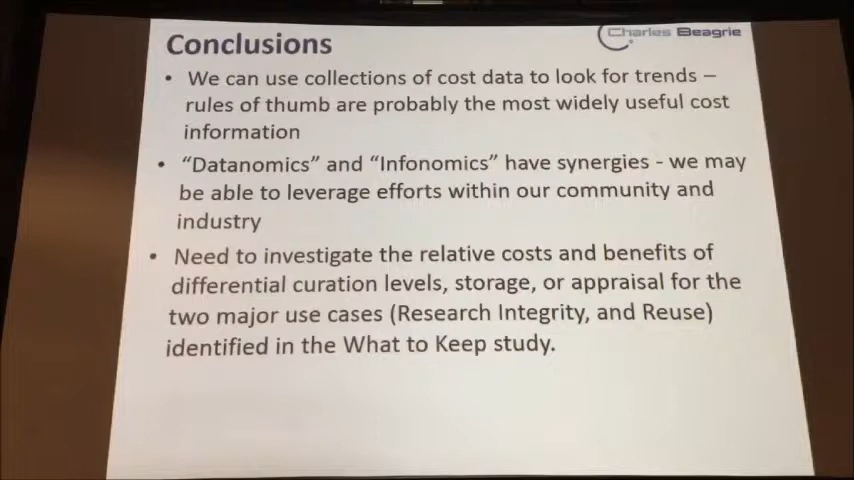 Charles Beagrie
Conclusions
• We can use collections of cost data to look for trends –
rules of thumb are probably the most widely useful cost
information
• “Datanomics” and “Infonomics” have synergies - we may
be able to leverage efforts within our community and
industry
• Need to investigate the relative costs and benefits of
differential curation levels, storage, or appraisal for the
two major use cases (Research Integrity, and Reuse)
identified in the What to Keep study.